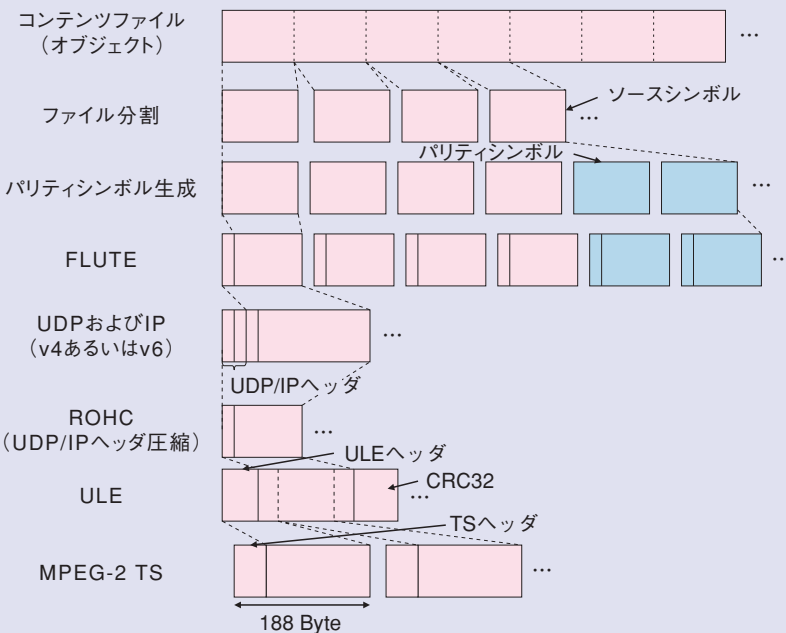 コンテンツファイル
（オブジェクト）
...
ファイル分割
ソースシンボル
...
パリティシンボル
パリティシンボル生成
...
FLUTE
...
UDPおよびIP
（v4あるいはv6）
...
UDP/IPヘッダ
ROHC
（UDP/IPヘッダ圧縮）
...
ULEヘッダ
ULE
CRC32
...
TSヘッダ
MPEG-2 TS
...
188 Byte